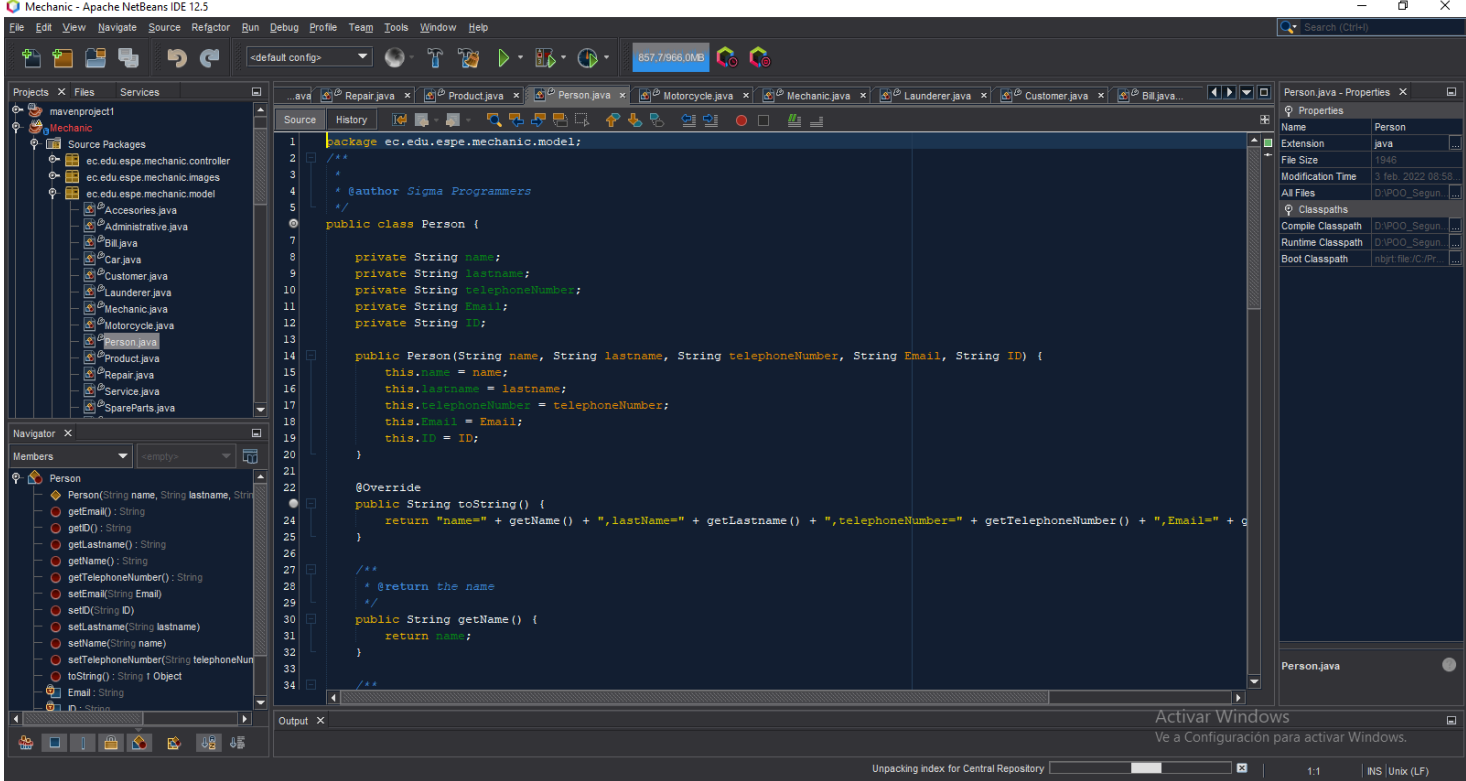 Mechanic - Apache NetBeans IDE 12.5
File Edit View Navigate Source Refactor Run Debug Profile Team Tools Window Help
Search (Ctrl+I)
<default config>
857,7/966,0MB
Projects Files Services
mavenproject1
Mechanic
Source Packages
ec.edu.espe.mechanic.controller
ec.edu.espe.mechanic.images
ec.edu.espe.mechanic.model
Accesories.java
Administrative.java
Bill.java
Car.java
Customer.java
Launderer.java
Mechanic.java
Motorcycle.java
Person.java
Product.java
Repair.java
Service.java
SpareParts.java
Navigator
Members
<empty>
Person
Person(String name, String lastname, Strin
getEmail() : String
getID() : String
getLastname() : String
getName() : String
getTelephoneNumber() : String
setEmail(String Email)
setID(String ID)
setLastname(String lastname)
setName(String name)
setTelephoneNumber(String telephoneNun
toString() : String ↑ Object
Email : String
ID : String
...ava Repair.java Product.java Person.java Motorcycle.java Mechanic.java Launderer.java Customer.java Bill.java...
Source History
1 package ec.edu.espe.mechanic.model;
2 /**
3 *
4 * @author Sigma Programmers
5 */
public class Person {
7
8 private String name;
9 private String lastname;
10 private String telephoneNumber;
11 private String Email;
12 private String ID;
13
14 public Person(String name, String lastname, String telephoneNumber, String Email, String ID) {
15 this.name = name;
16 this.lastname = lastname;
17 this.telephoneNumber = telephoneNumber;
18 this.Email = Email;
19 this.ID = ID;
20 }
21
22 @Override
public String toString() {
24 return "name=" + getName() + ",lastName=" + getLastname() + ",telephoneNumber=" + getTelephoneNumber() + ",Email=" + g
25 }
26
27 /**
28 * @return the name
29 */
30 public String getName() {
31 return name;
32 }
33
34 /**
Output
Person.java - Properties
Properties
Name Person
Extension java ...
File Size 1946
Modification Time 3 feb. 2022 08:58...
All Files D:\POO_Segun... ...
Classpaths
Compile Classpath D:\POO_Segun... ...
Runtime Classpath D:\POO_Segun... ...
Boot Classpath nbjrt:file:/C:/Pr... ...
Person.java
Activar Windows
Ve a Configuración para activar Windows.
Unpacking index for Central Repository
1:1 INS Unix (LF)